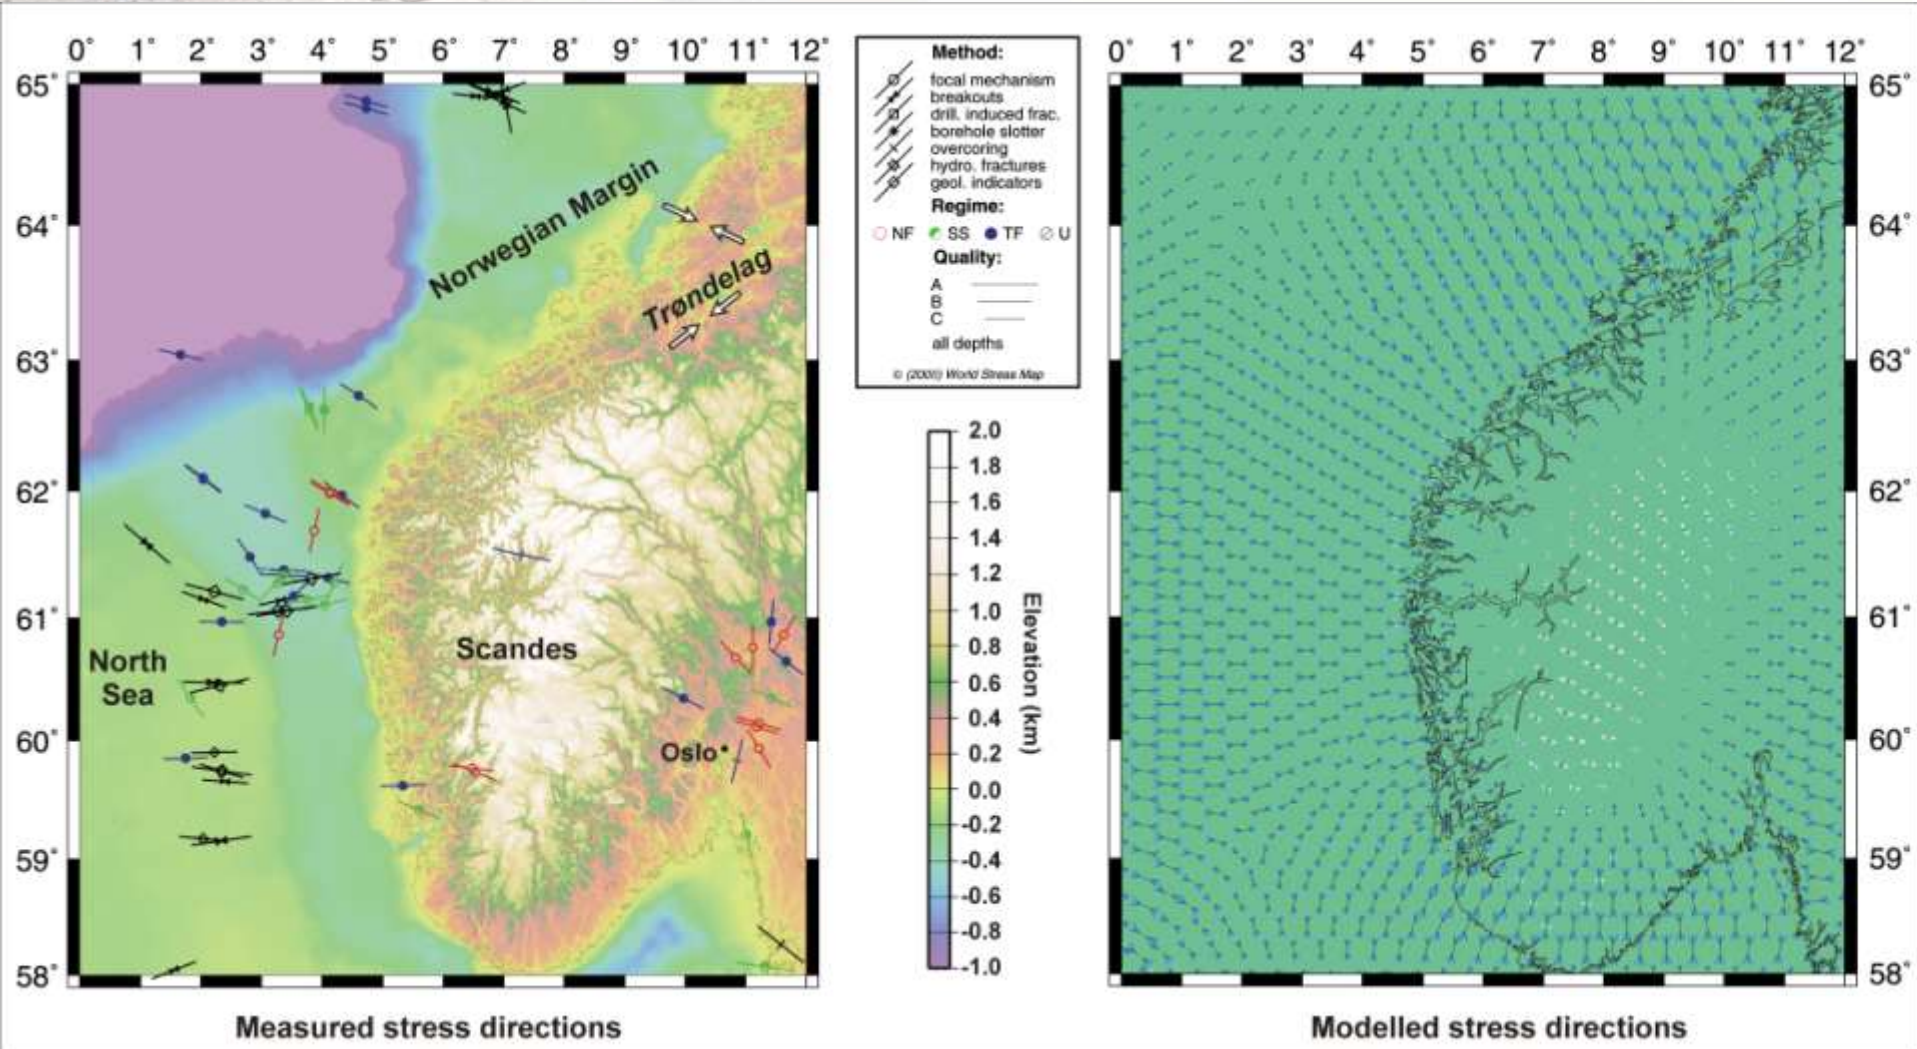 0° 1° 2° 3° 4° 5° 6° 7° 8° 9° 10° 11° 12°
65°
64°
63°
62°
61°
60°
59°
58°
Norwegian Margin
Trøndelag
Scandes
North
Sea
Oslo
Measured stress directions
Method:
focal mechanism
breakouts
drill. induced frac.
borehole slotter
overcoring
hydro. fractures
geol. indicators
Regime:
NF SS TF U
Quality:
A
B
C
all depths
© (2008) World Stress Map
2.0
1.8
1.6
1.4
1.2
1.0
0.8
0.6
0.4
0.2
0.0
-0.2
-0.4
-0.6
-0.8
-1.0
Elevation (km)
0° 1° 2° 3° 4° 5° 6° 7° 8° 9° 10° 11° 12°
65°
64°
63°
62°
61°
60°
59°
58°
Modelled stress directions